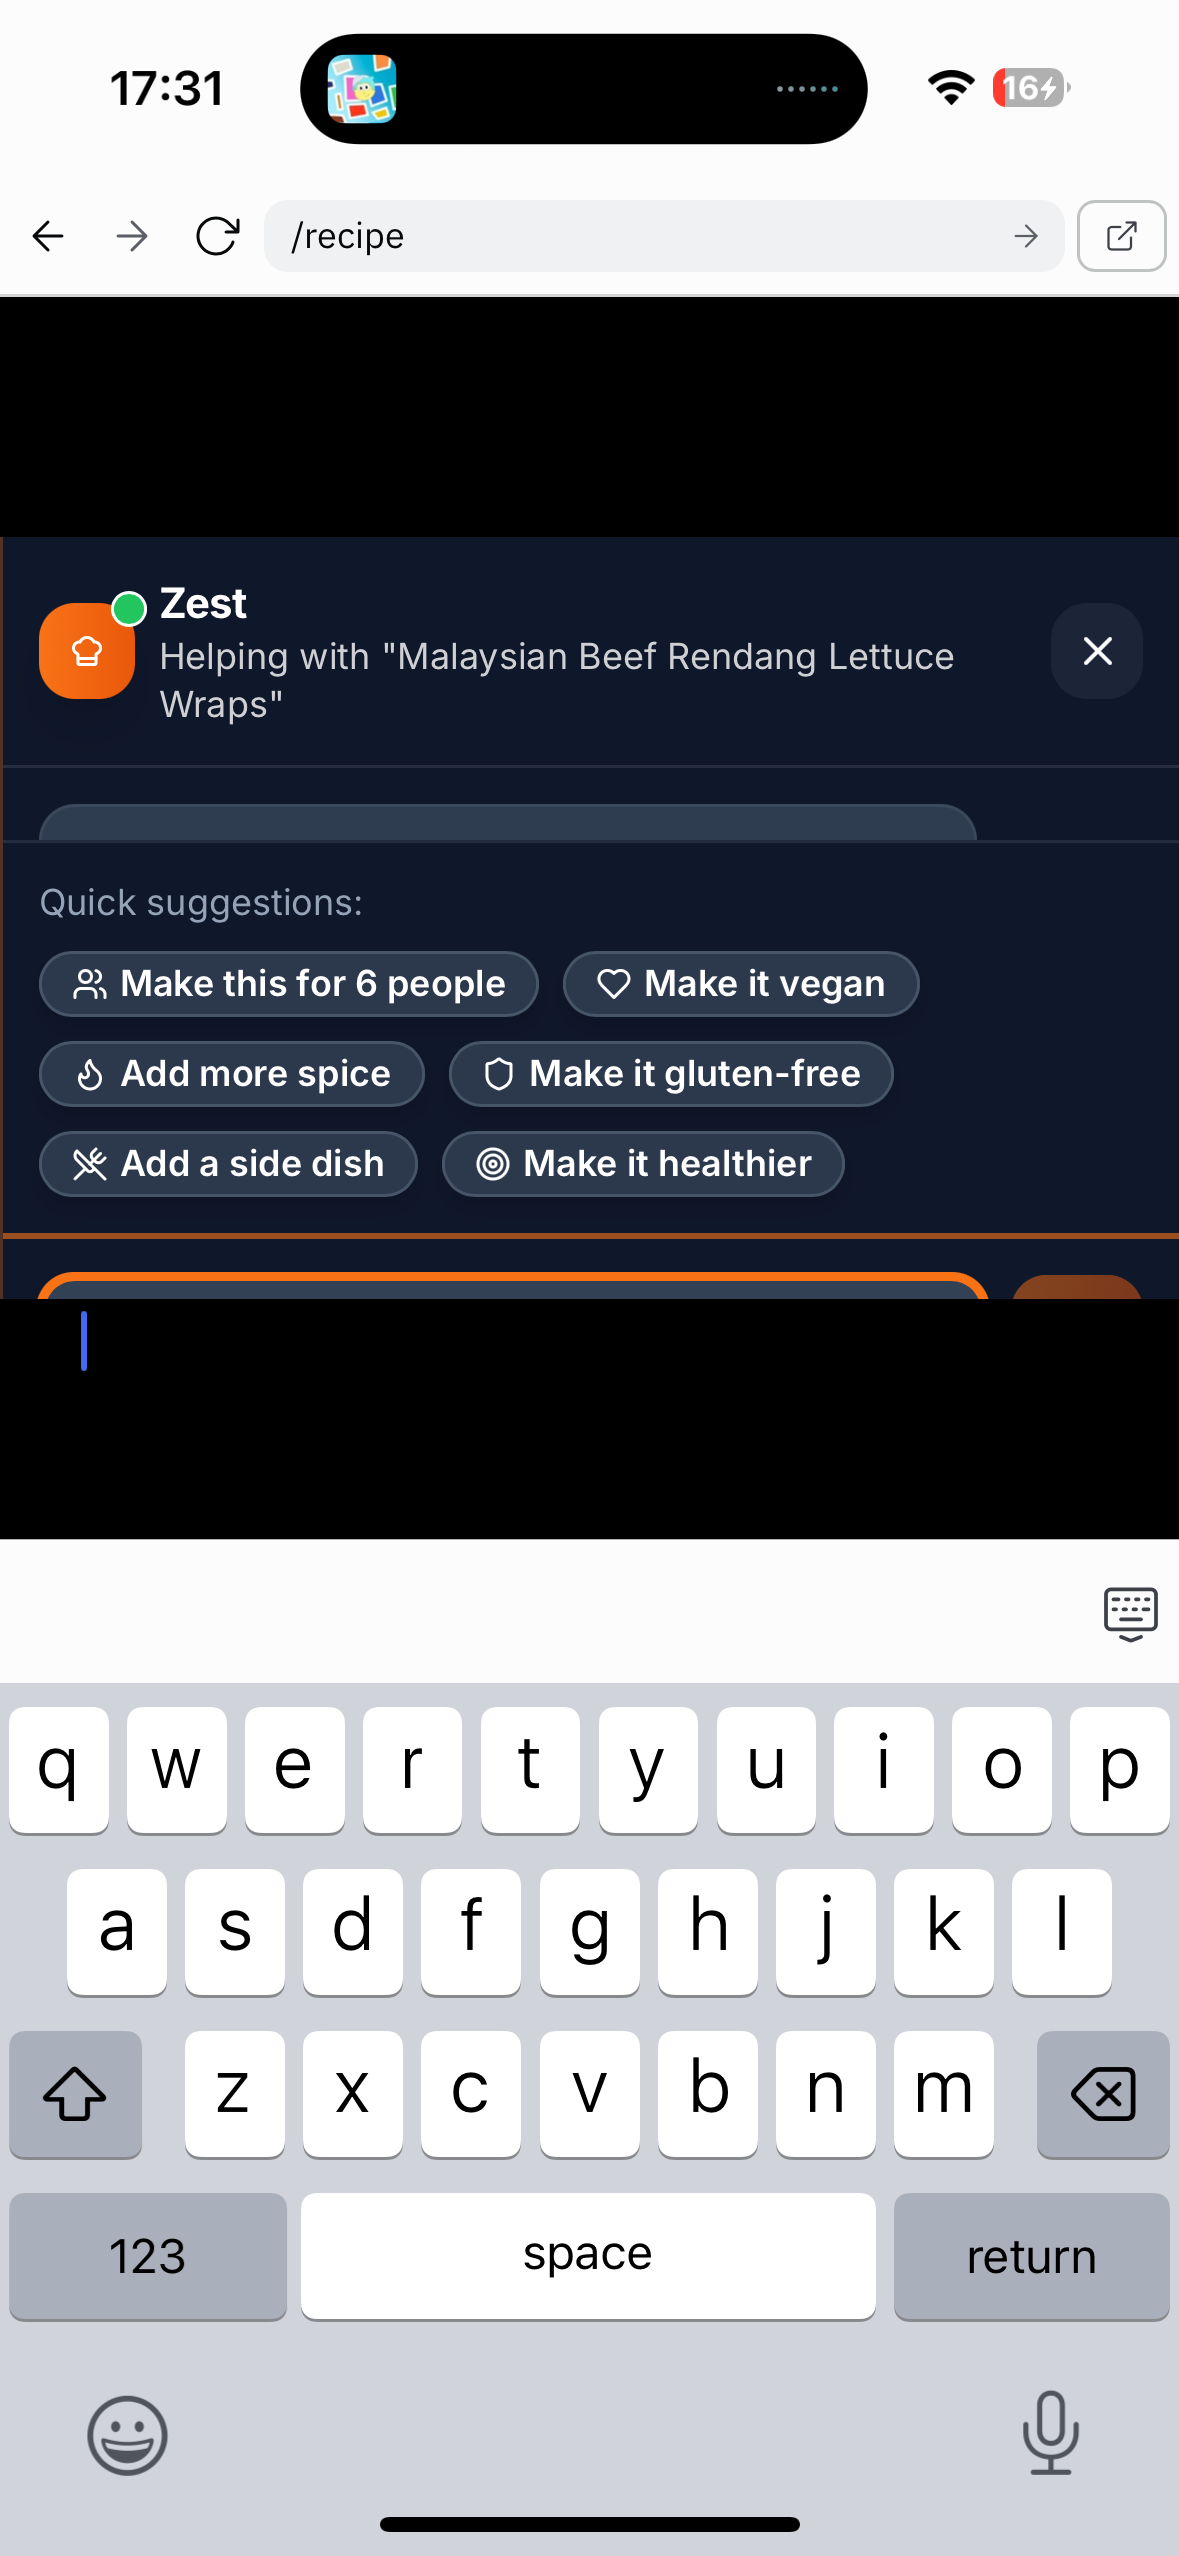 17:31
16
/recipe
Zest
Helping with "Malaysian Beef Rendang Lettuce
Wraps"
Quick suggestions:
Make this for 6 people
Make it vegan
Add more spice
Make it gluten-free
Add a side dish
Make it healthier
q w e r t y u i o p
a s d f g h j k l
z x c v b n m
123 space return